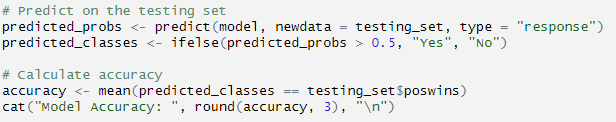 # Predict on the testing set
predicted_probs <- predict(model, newdata = testing_set, type = "response")
predicted_classes <- ifelse(predicted_probs > 0.5, "Yes", "No")
# Calculate accuracy
accuracy <- mean(predicted_classes == testing_set$poswins)
cat("Model Accuracy: ", round(accuracy, 3), "\n")